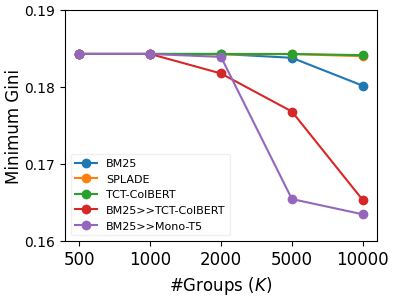 0.19
0.18
0.17
0.16
Minimum Gini
BM25
SPLADE
TCT-ColBERT
BM25>>TCT-ColBERT
BM25>>Mono-T5
500 1000 2000 5000 10000
#Groups (K)